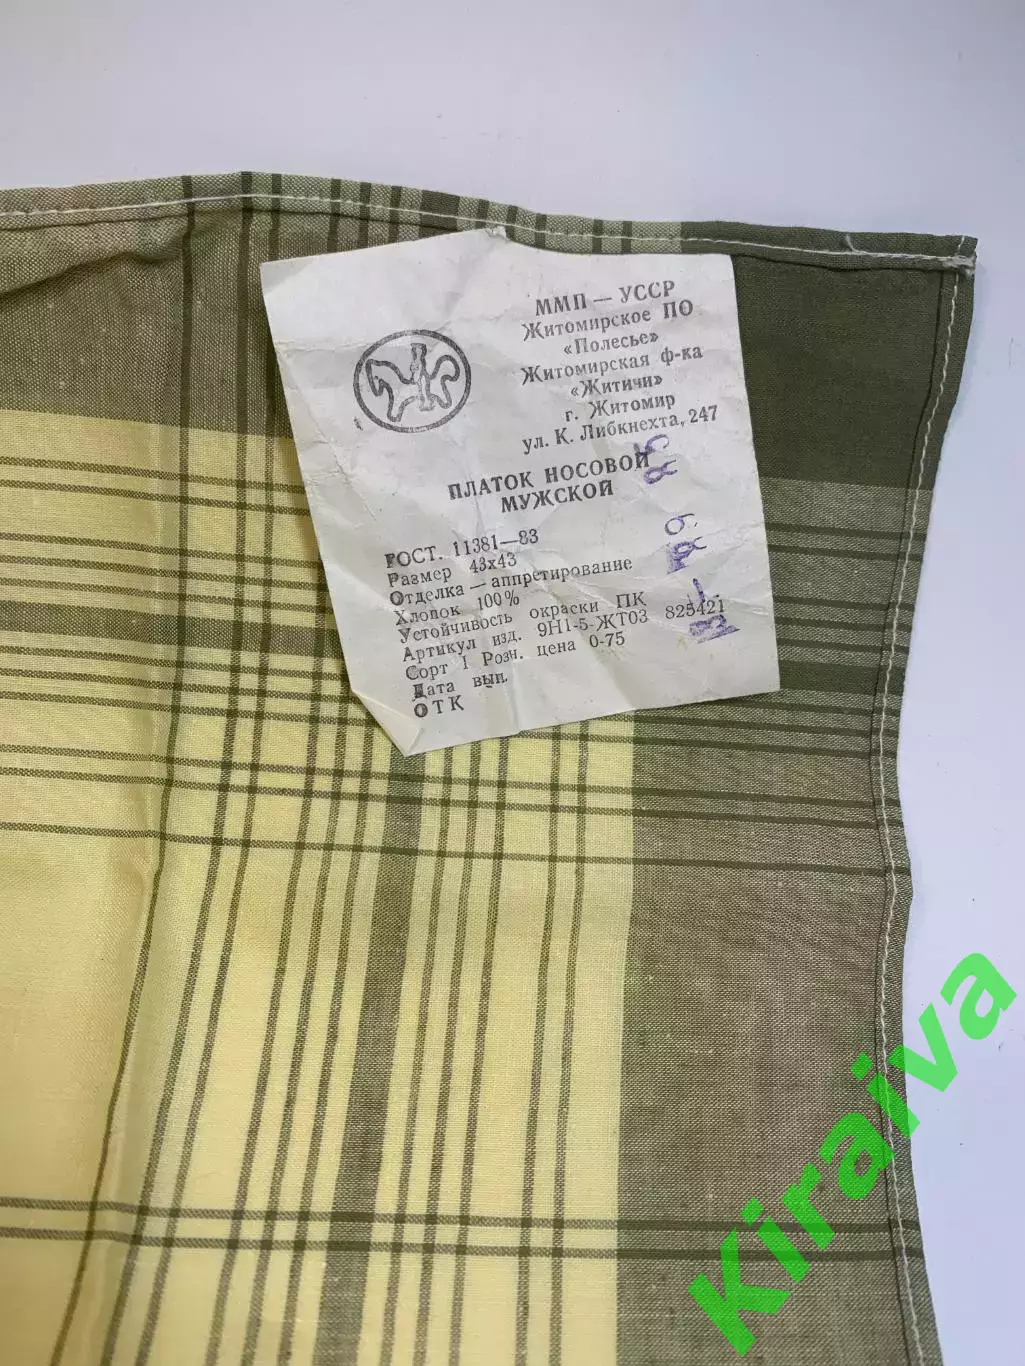 ММП — УССР
Житомирское ПО
«Полесье»
Житомирская ф-ка
«Житичи»
г. Житомир
ул. К. Либкнехта, 247
ПЛАТОК НОСОВОЙ
МУЖСКОЙ
ГОСТ. 11381—83
Размер 43х43
Отделка — аппретирование
Хлопок 100%
Устойчивость окраски ПК
Артикул изд. 9Н1-5-ЖТ03 825421
Сорт 1 Розн. цена 0-75
Дата вып.
ОТК
Kiraiva